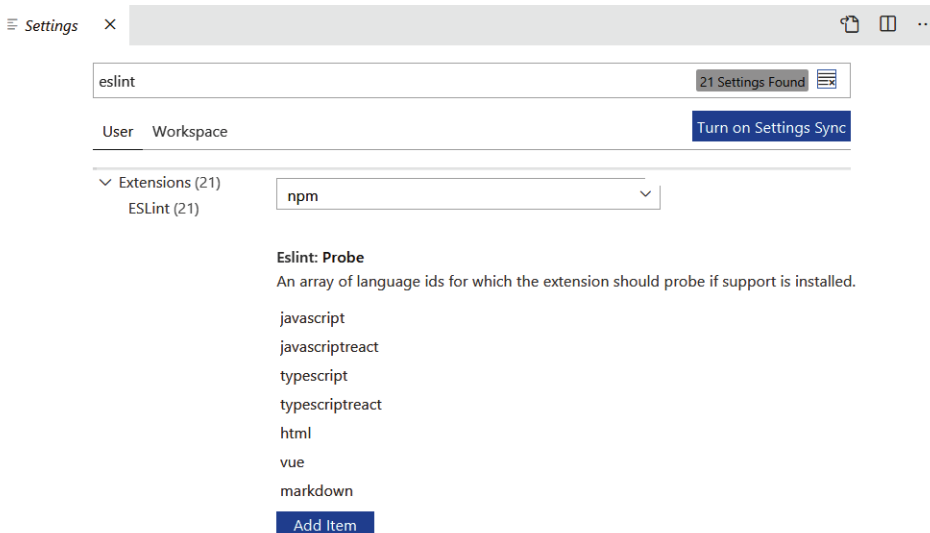 Settings
eslint 21 Settings Found
User Workspace Turn on Settings Sync
Extensions (21)
ESLint (21)
npm
Eslint: Probe
An array of language ids for which the extension should probe if support is installed.
javascript
javascriptreact
typescript
typescriptreact
html
vue
markdown
Add Item